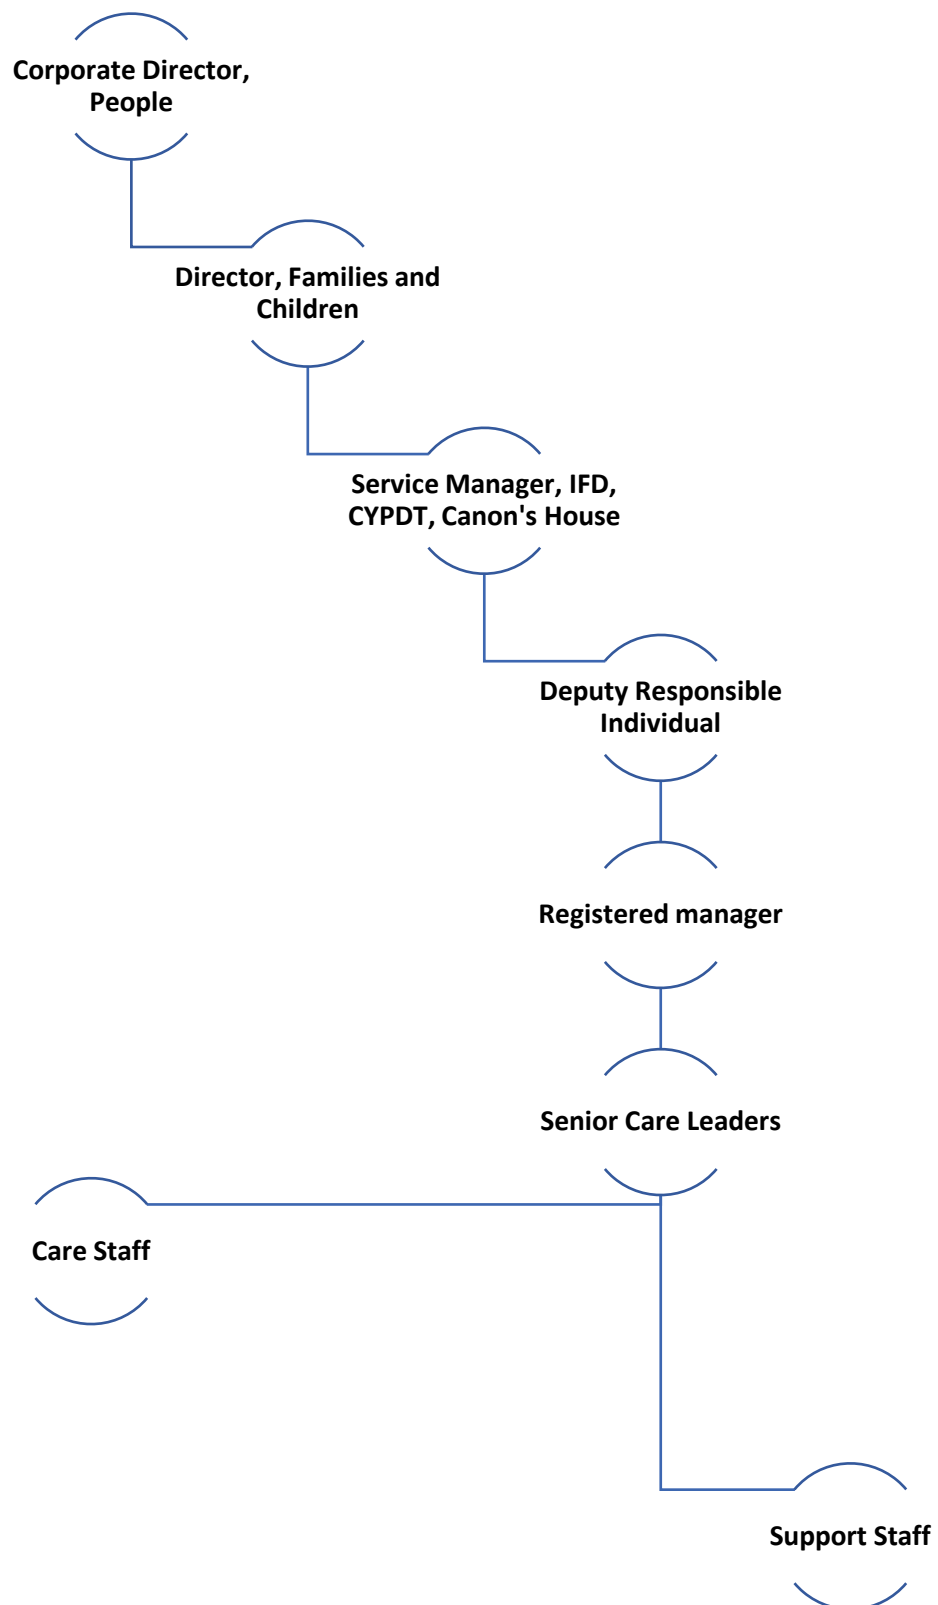 Corporate Director,
People
Director, Families and
Children
Service Manager, IFD,
CYPDT, Canon's House
Deputy Responsible
Individual
Registered manager
Senior Care Leaders
Care Staff
Support Staff